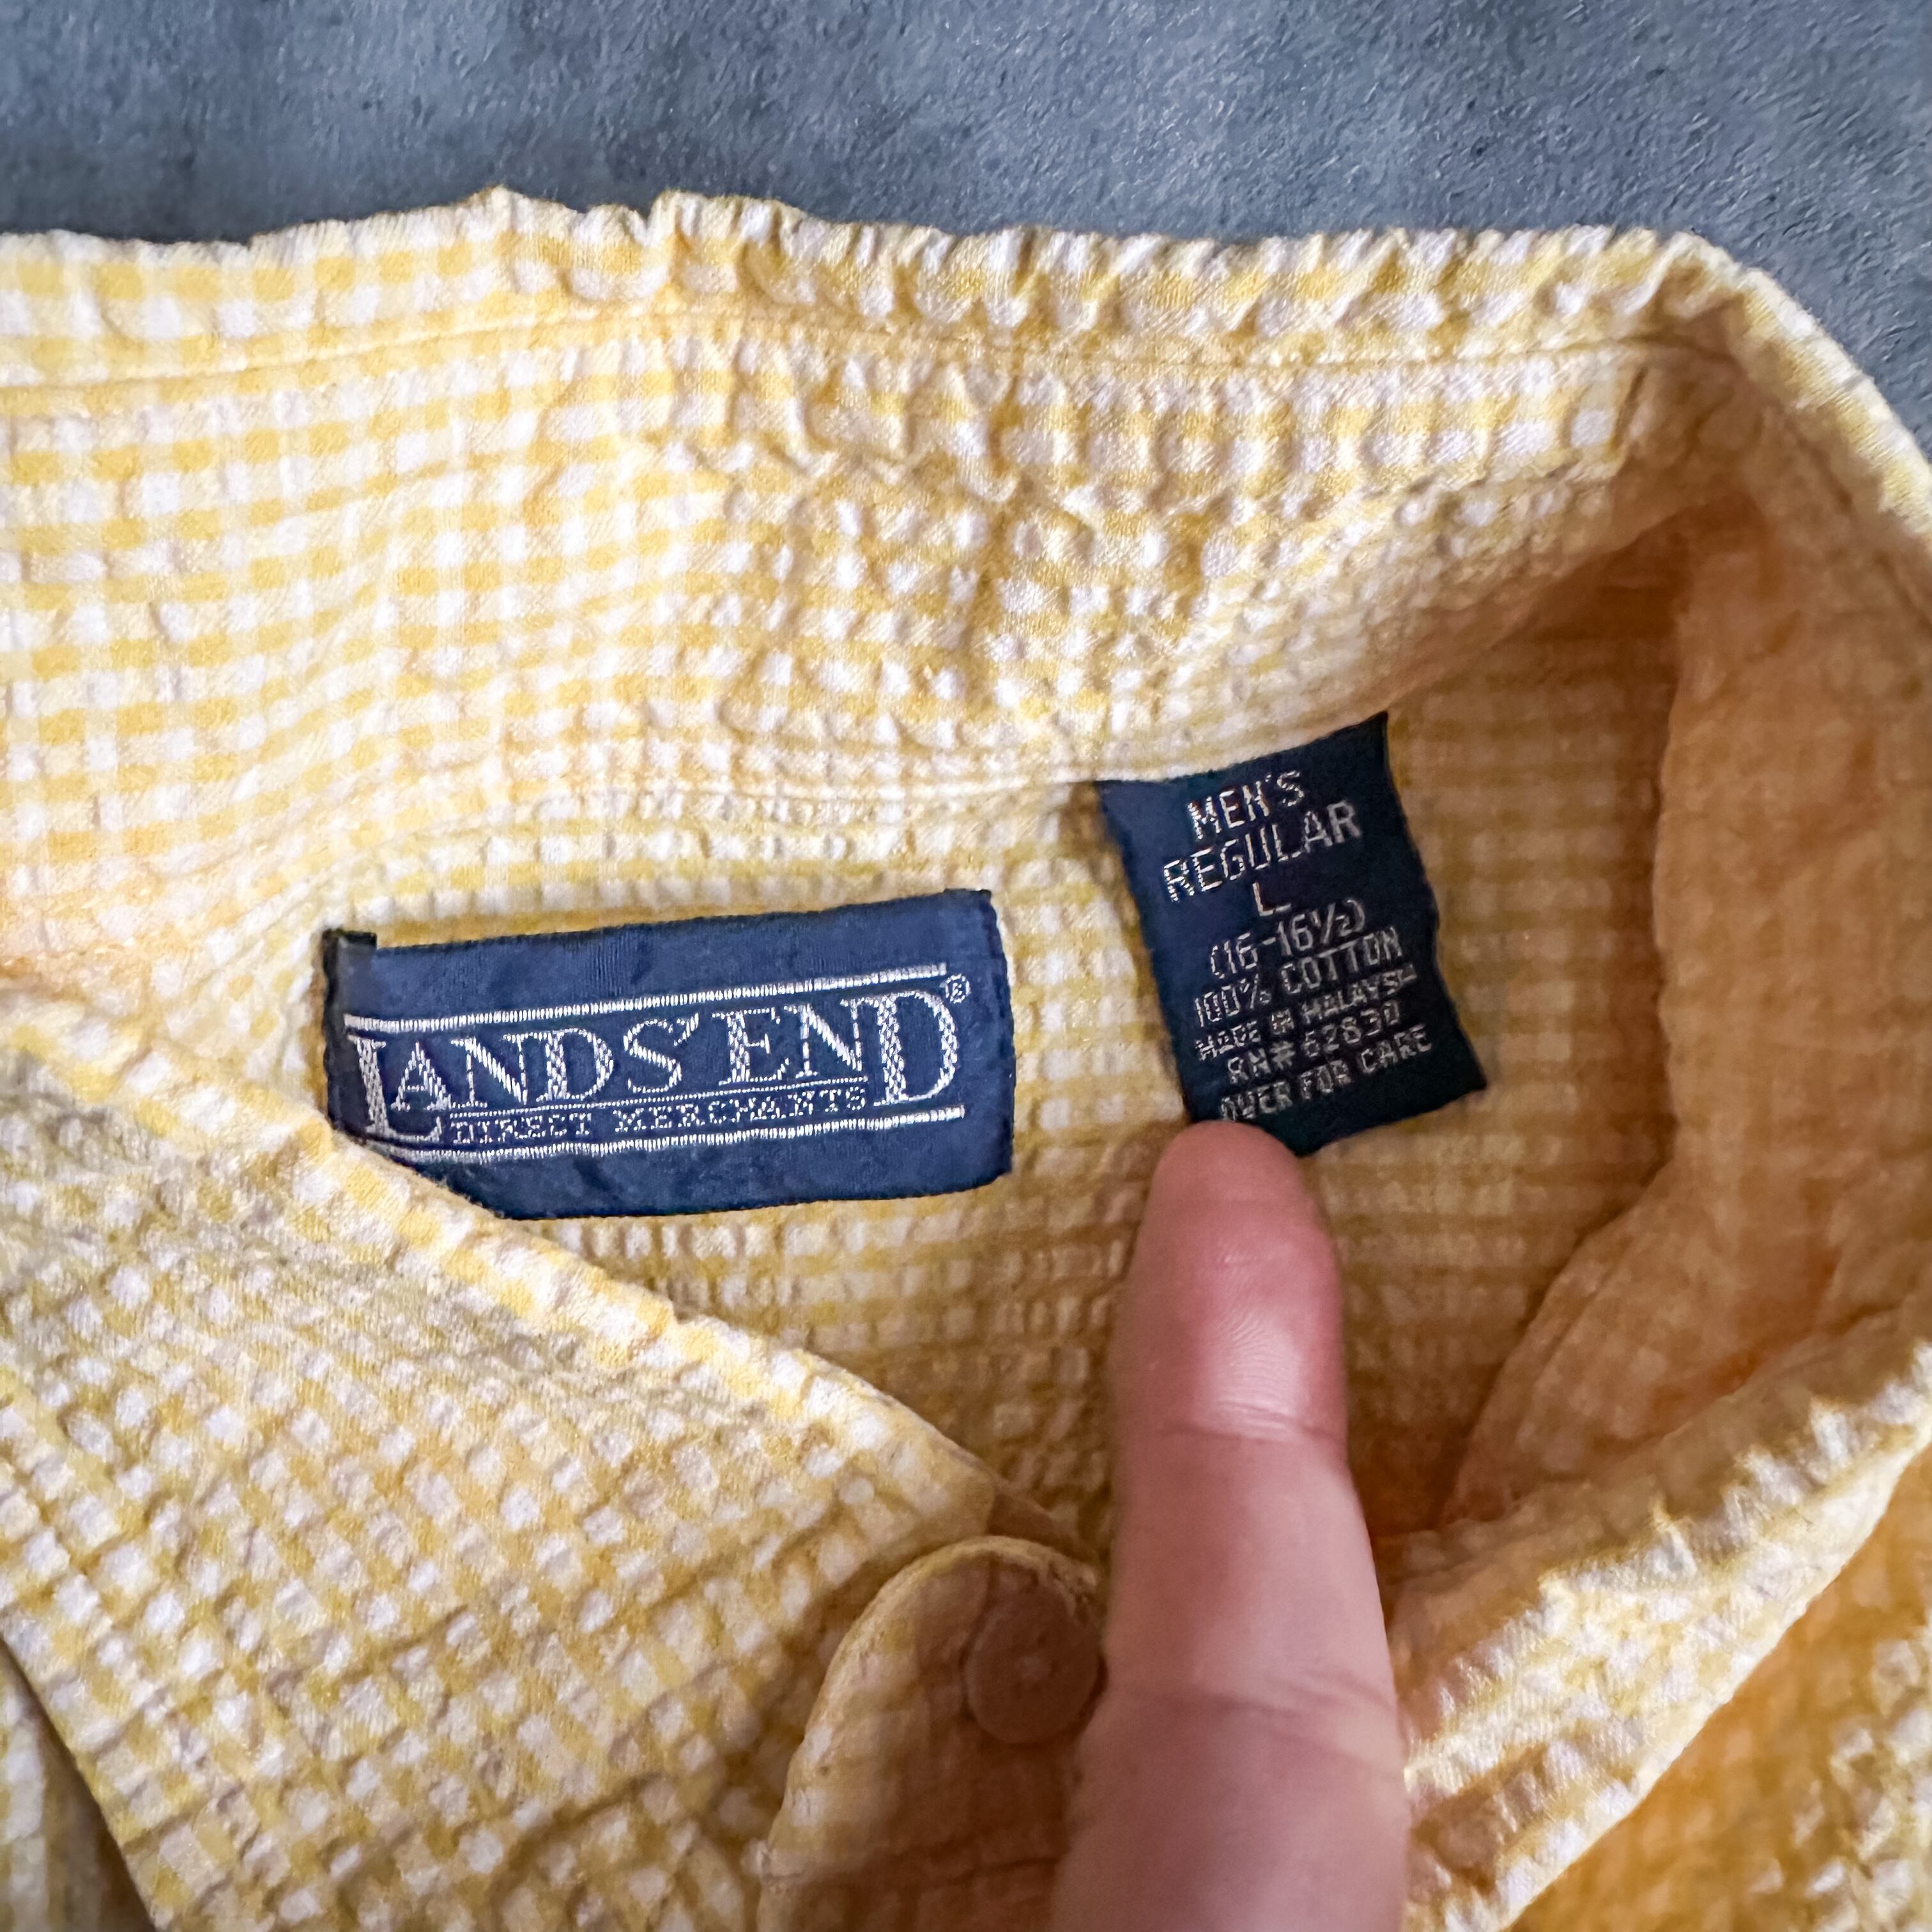 LANDS' END®
DIRECT MERCHANTS
MEN'S
REGULAR
L
(16-16½)
100% COTTON
MADE IN MALAYSIA
RN# 62830
OVER FOR CARE